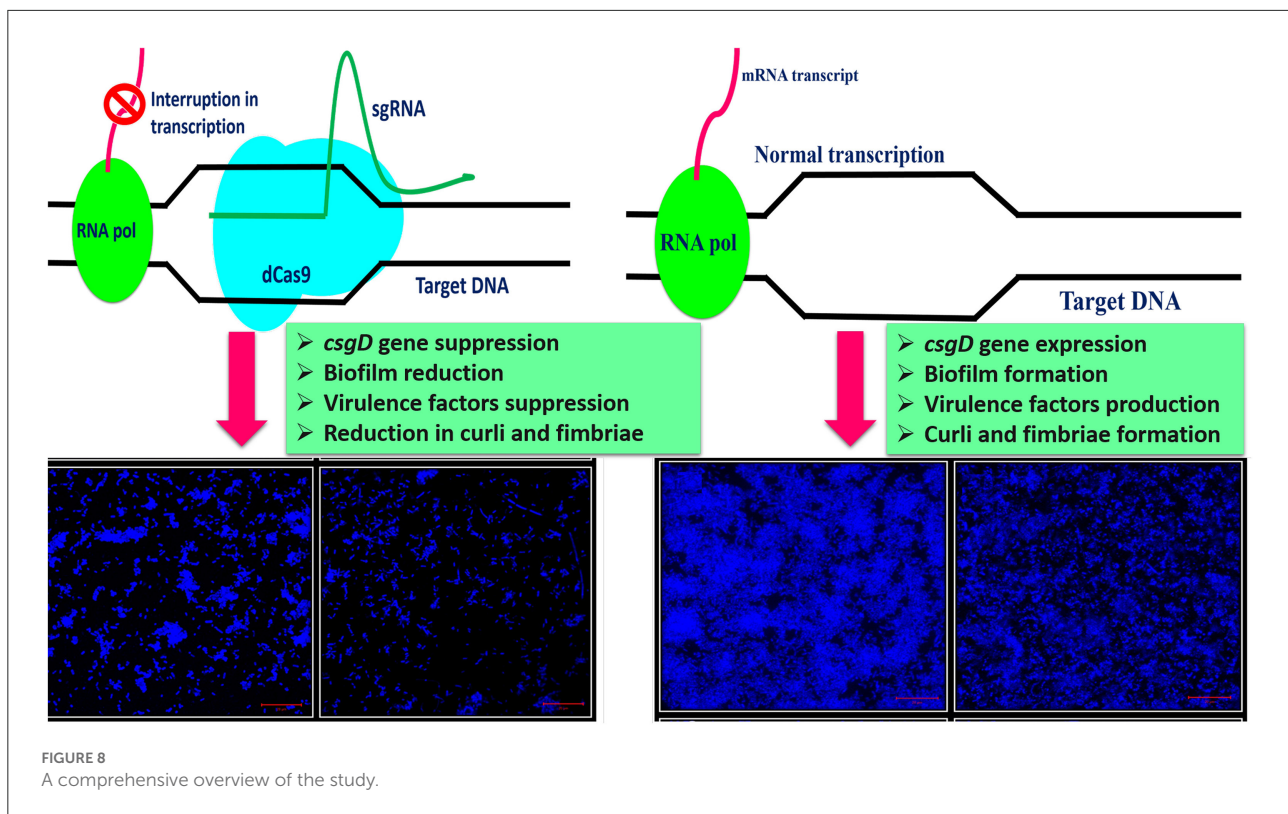 Interruption in
transcription
sgRNA
RNA pol
dCas9
Target DNA
➢ csgD gene suppression
➢ Biofilm reduction
➢ Virulence factors suppression
➢ Reduction in curli and fimbriae
mRNA transcript
Normal transcription
RNA pol
Target DNA
➢ csgD gene expression
➢ Biofilm formation
➢ Virulence factors production
➢ Curli and fimbriae formation
FIGURE 8
A comprehensive overview of the study.